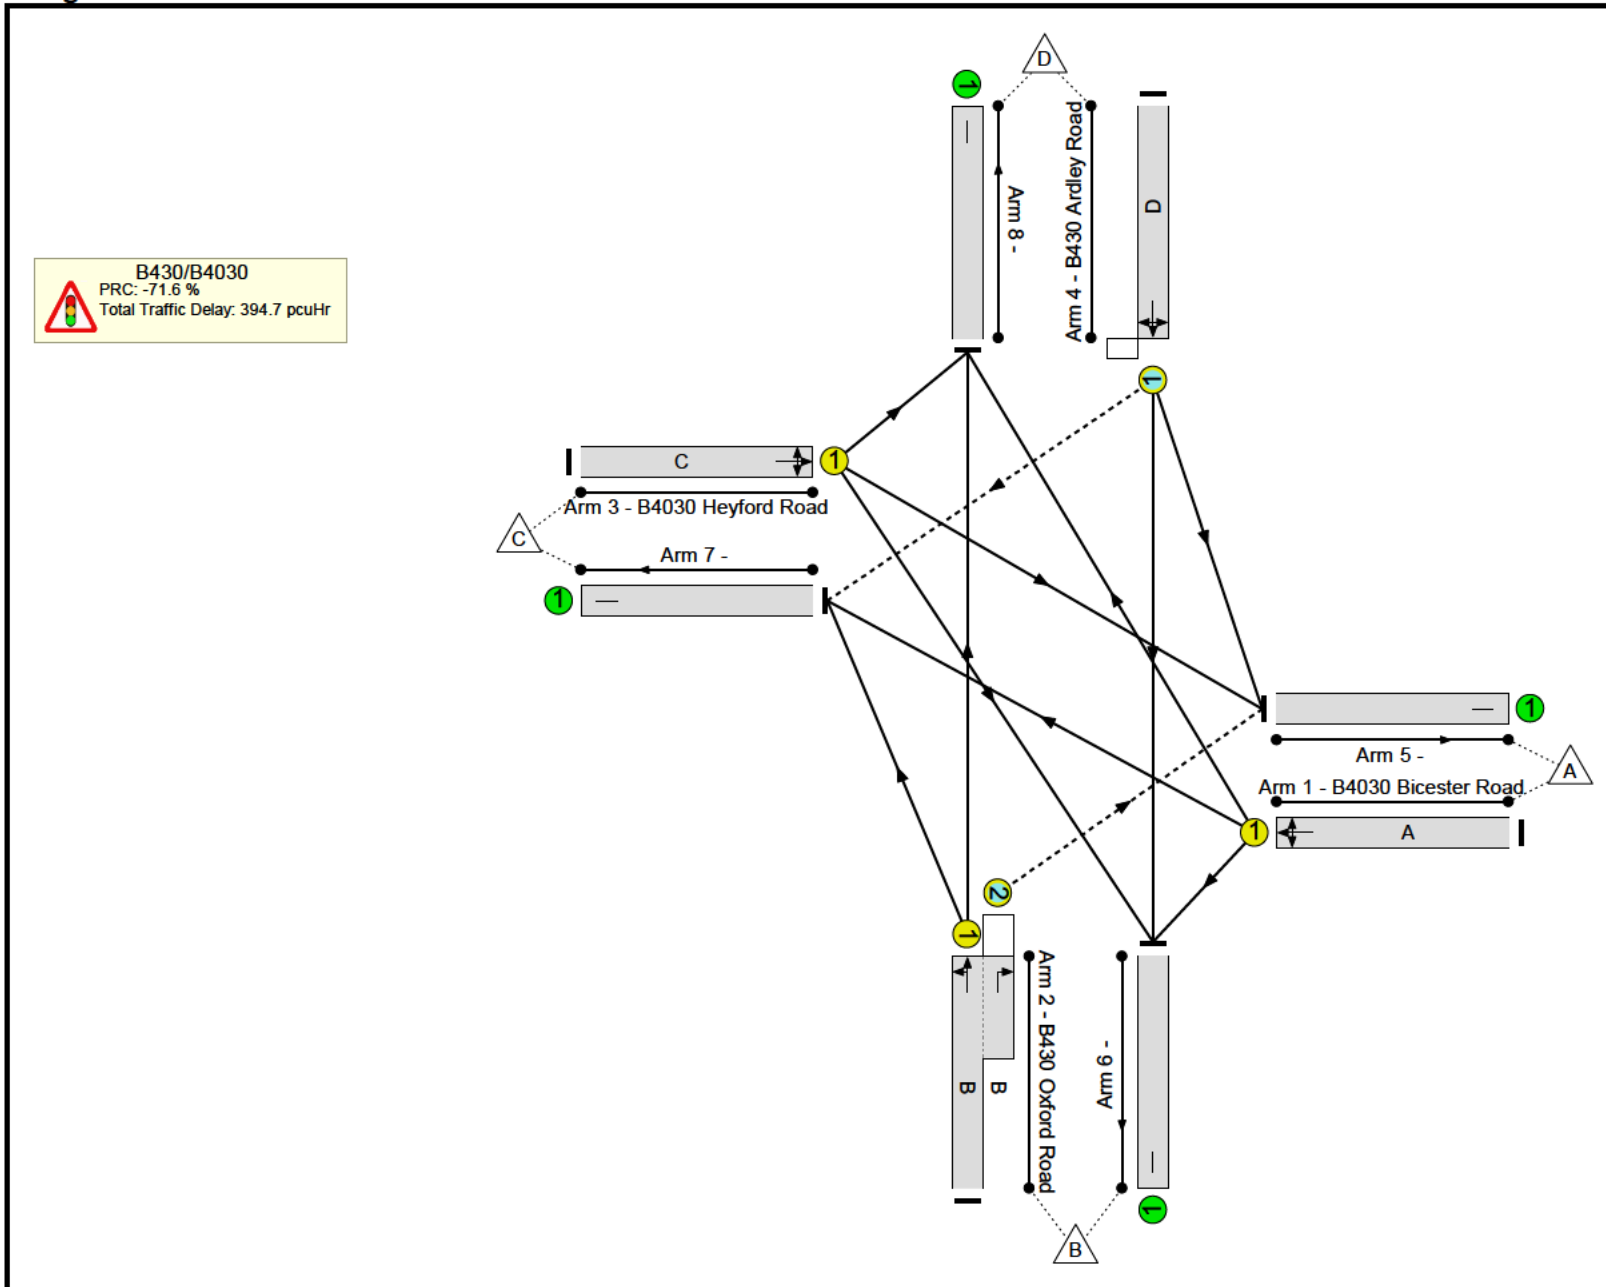 D
1
Arm 8 -
Arm 4 - B430 Ardley Road
D
B430/B4030
PRC: -71.6 %
Total Traffic Delay: 394.7 pcuHr
1
C
1
Arm 3 - B4030 Heyford Road
C
Arm 7 -
1
1
Arm 5 -
A
Arm 1 - B4030 Bicester Road
1
A
2
1
B
B
Arm 2 - B430 Oxford Road
Arm 6 -
1
B